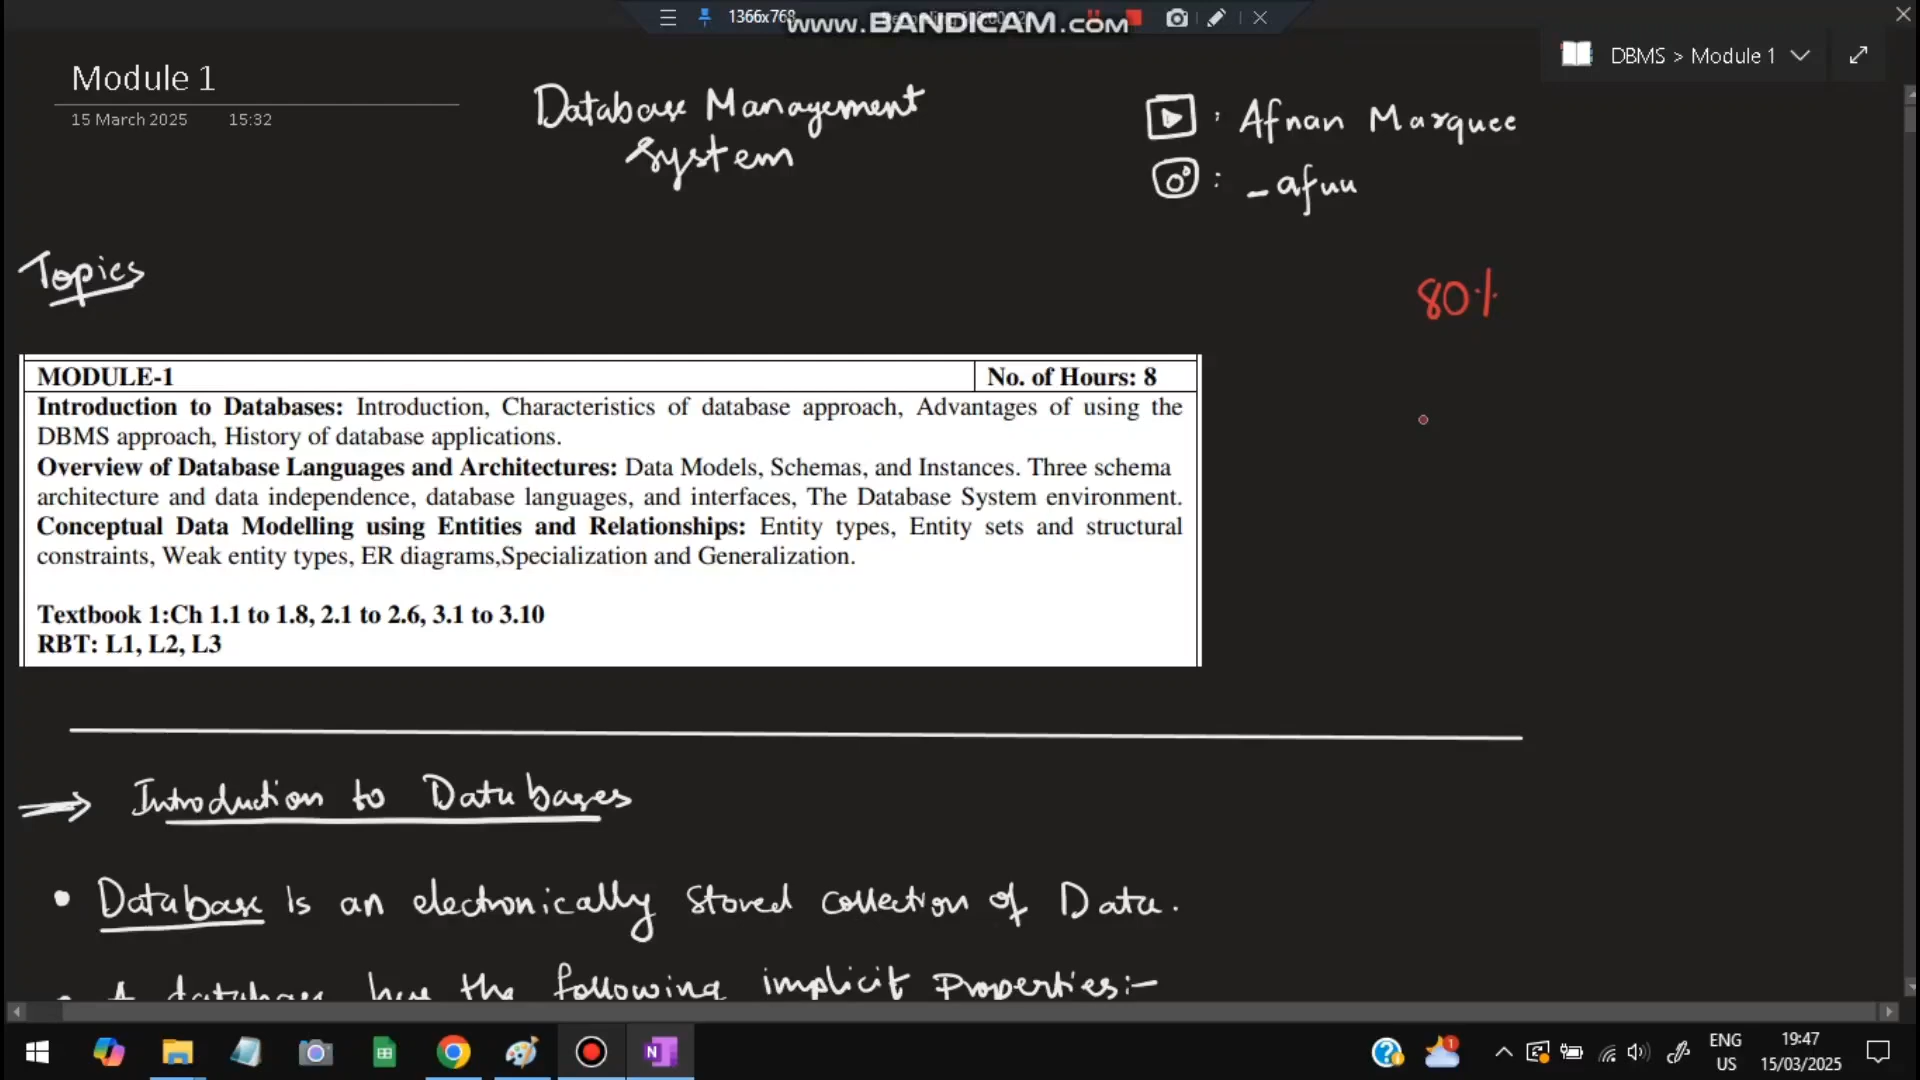 1366x768
www.BANDICAM.com
DBMS > Module 1
Module 1
15 March 2025 15:32
Database Management
System
: Afnan Marquee
: _afuu
Topics
80%
MODULE-1 No. of Hours: 8
Introduction to Databases: Introduction, Characteristics of database approach, Advantages of using the
DBMS approach, History of database applications.
Overview of Database Languages and Architectures: Data Models, Schemas, and Instances. Three schema
architecture and data independence, database languages, and interfaces, The Database System environment.
Conceptual Data Modelling using Entities and Relationships: Entity types, Entity sets and structural
constraints, Weak entity types, ER diagrams,Specialization and Generalization.
Textbook 1:Ch 1.1 to 1.8, 2.1 to 2.6, 3.1 to 3.10
RBT: L1, L2, L3
⇒ Introduction to Databases
• Database is an electronically stored collection of Data.
• A database has the following implicit Properties:-
N
1
ENG
US
19:47
15/03/2025